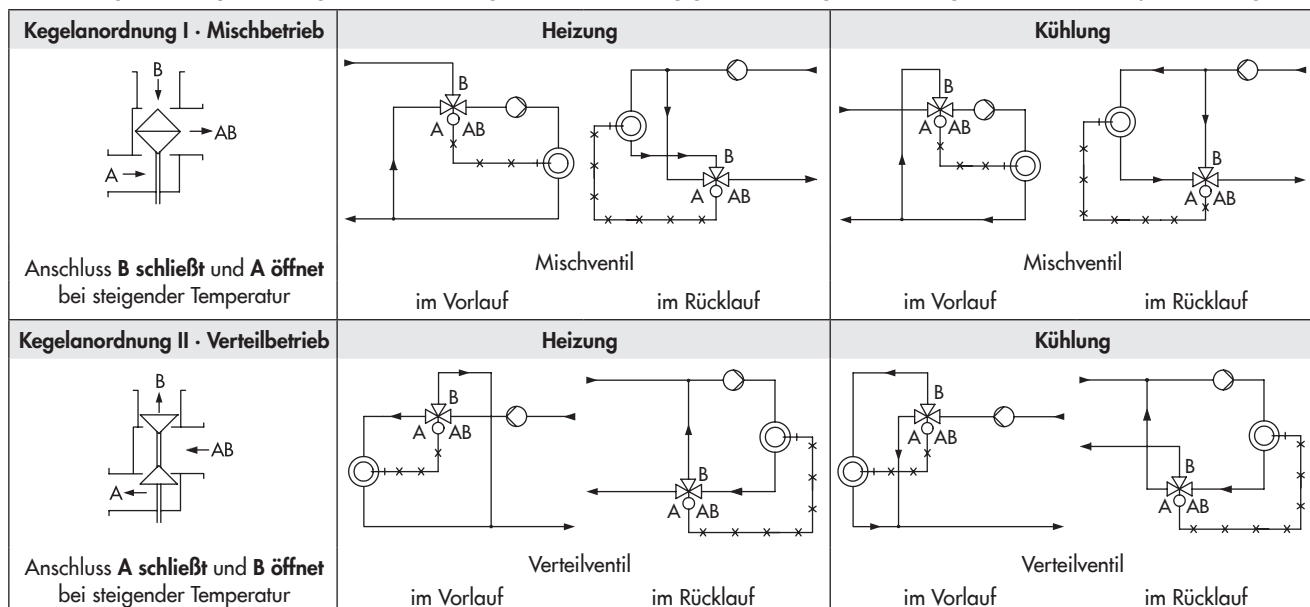 Kegelanordnung I · Mischbetrieb
Heizung
Kühlung
B
AB
A
Anschluss B schließt und A öffnet
bei steigender Temperatur
B
A AB
B
A AB
Mischventil
im Vorlauf im Rücklauf
B
A AB
B
A AB
Mischventil
im Vorlauf im Rücklauf
Kegelanordnung II · Verteilbetrieb
Heizung
Kühlung
B
AB
A
Anschluss A schließt und B öffnet
bei steigender Temperatur
B
A AB
B
A AB
Verteilventil
im Vorlauf im Rücklauf
B
A AB
B
A AB
Verteilventil
im Vorlauf im Rücklauf